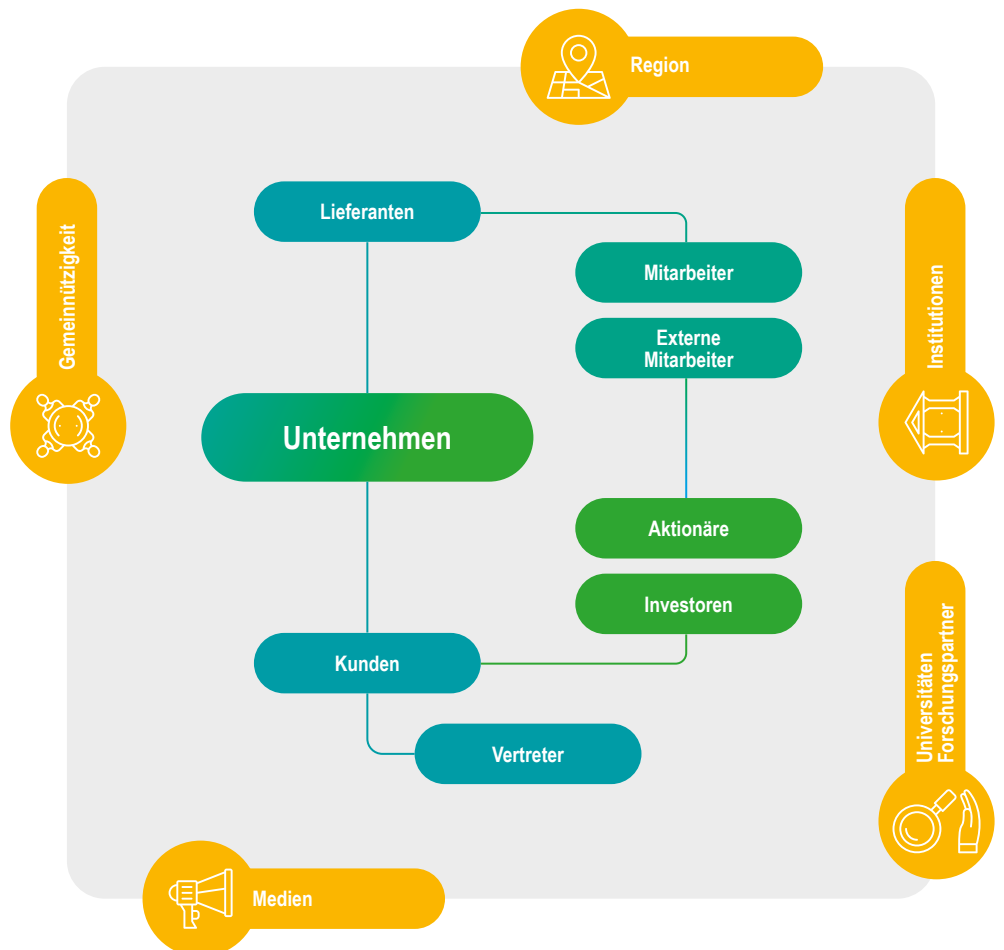 Region
Lieferanten
Gemeinnützigkeit
Mitarbeiter
Institutionen
Externe
Mitarbeiter
Unternehmen
Aktionäre
Investoren
Kunden
Universitäten
Forschungspartner
Vertreter
Medien